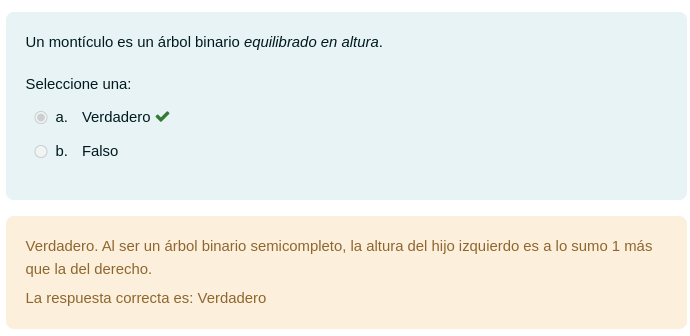 Un montículo es un árbol binario equilibrado en altura.
Seleccione una:
a. Verdadero
b. Falso
Verdadero. Al ser un árbol binario semicompleto, la altura del hijo izquierdo es a lo sumo 1 más
que la del derecho.
La respuesta correcta es: Verdadero